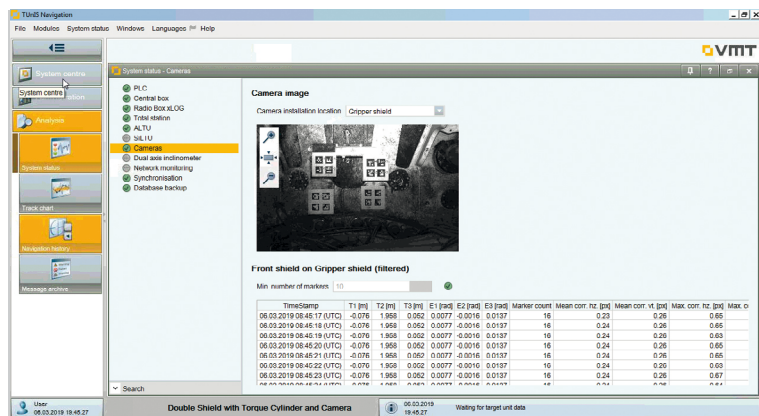 TUnIS Navigation
File Modules System status Windows Languages Help
VMT
System centre
System centre
Analysis
System status
Track chart
Navigation history
Message archive
System status - Cameras
PLC
Central box
Radio Box xLOG
Total station
ALTU
SLTU
Cameras
Dual axis inclinometer
Network monitoring
Synchronisation
Database backup
Search
Camera image
Camera installation location Gripper shield
Front shield on Gripper shield (filtered)
Min. number of markers 10
TimeStamp T1 [m] T2 [m] T3 [m] E1 [rad] E2 [rad] E3 [rad] Marker count Mean corr. hz. [px] Mean corr. vt. [px] Max. corr. hz. [px] Max. c
06.03.2019 08:45:17 (UTC) -0.076 1.958 0.052 0.0077 -0.0016 0.0137 16 0.23 0.26 0.65
06.03.2019 08:45:18 (UTC) -0.076 1.958 0.052 0.0077 -0.0016 0.0137 16 0.24 0.26 0.65
06.03.2019 08:45:19 (UTC) -0.076 1.958 0.052 0.0077 -0.0016 0.0137 16 0.24 0.26 0.63
06.03.2019 08:45:20 (UTC) -0.076 1.958 0.052 0.0077 -0.0016 0.0137 16 0.24 0.26 0.65
06.03.2019 08:45:21 (UTC) -0.076 1.958 0.052 0.0077 -0.0016 0.0137 16 0.24 0.26 0.65
06.03.2019 08:45:22 (UTC) -0.076 1.958 0.052 0.0077 -0.0016 0.0137 16 0.24 0.26 0.63
06.03.2019 08:45:23 (UTC) -0.076 1.958 0.052 0.0077 -0.0016 0.0137 16 0.24 0.26 0.67
User
06.03.2019 19.45.27
Double Shield with Torque Cylinder and Camera
06.03.2019
19.45.27
Waiting for target unit data